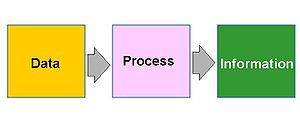 Data
Process
Information